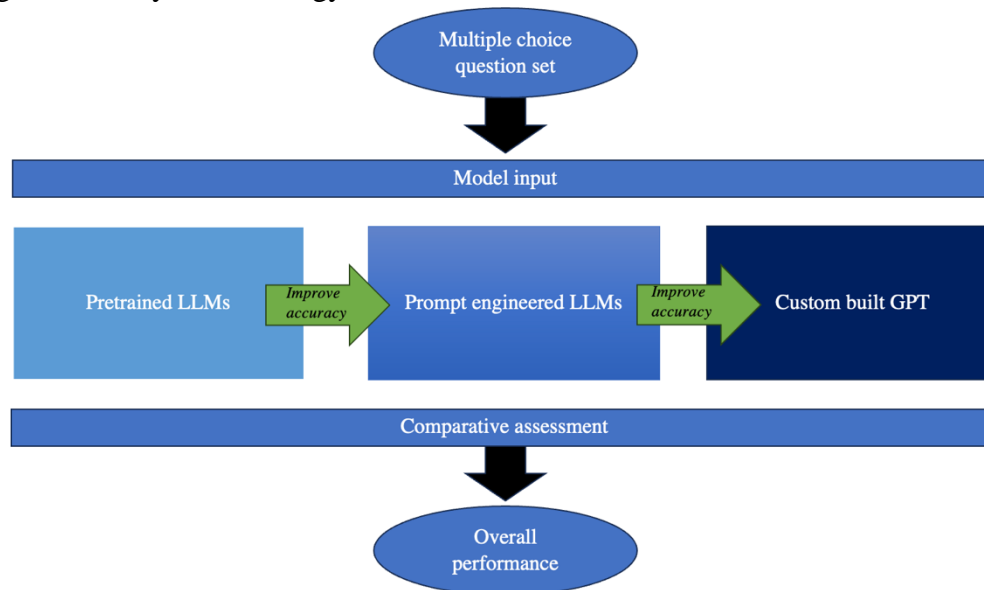 Multiple choice
question set
Model input
Pretrained LLMs
Improve
accuracy
Prompt engineered LLMs
Improve
accuracy
Custom built GPT
Comparative assessment
Overall
performance